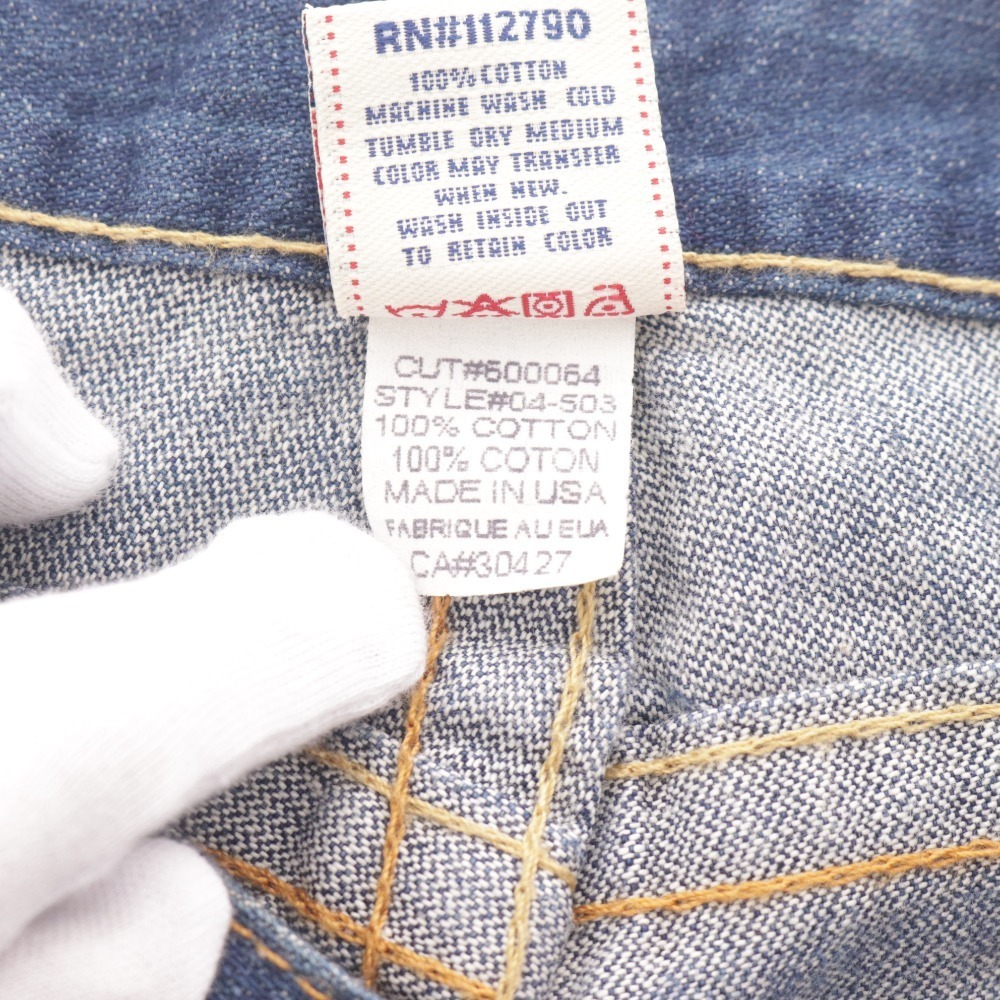 RN#112790
100% COTTON
MACHINE WASH COLD
TUMBLE DRY MEDIUM
COLOR MAY TRANSFER
WHEN NEW.
WASH INSIDE OUT
TO RETAIN COLOR
CUT#600064
STYLE#04-503
100% COTTON
100% COTON
MADE IN USA
FABRIQUE AU EUA
CA#30427